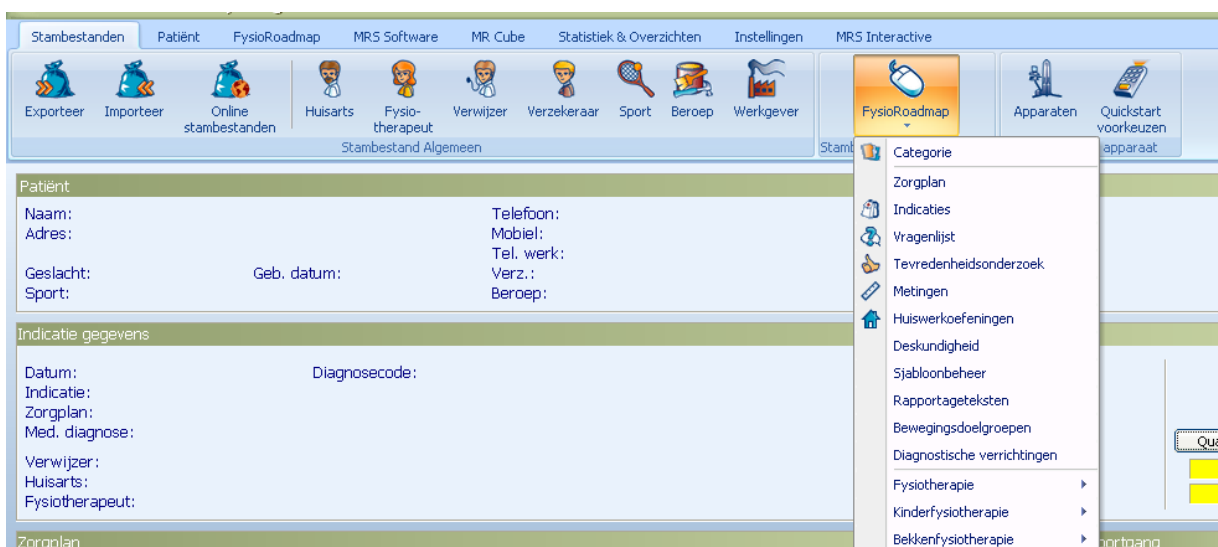 Stambestanden Patiënt FysioRoadmap MRS Software MR Cube Statistiek & Overzichten Instellingen MRS Interactive
Exporteer Importeer Online stambestanden Huisarts Fysio-therapeut Verwijzer Verzekeraar Sport Beroep Werkgever FysioRoadmap Apparaten Quickstart voorkeuzen
Stambestand Algemeen Stamb apparaat
Categorie
Zorgplan
Indicaties
Vragenlijst
Tevredenheidsonderzoek
Metingen
Huiswerkoefeningen
Deskundigheid
Sjabloonbeheer
Rapportageteksten
Bewegingsdoelgroepen
Diagnostische verrichtingen
Fysiotherapie
Kinderfysiotherapie
Bekkenfysiotherapie
Patiënt
Naam: Telefoon:
Adres: Mobiel:
Tel. werk:
Geslacht: Geb. datum: Verz.:
Sport: Beroep:
Indicatie gegevens
Datum: Diagnosecode:
Indicatie:
Zorgplan:
Med. diagnose:
Qua
Verwijzer:
Huisarts:
Fysiotherapeut:
Zorgplan ortgang